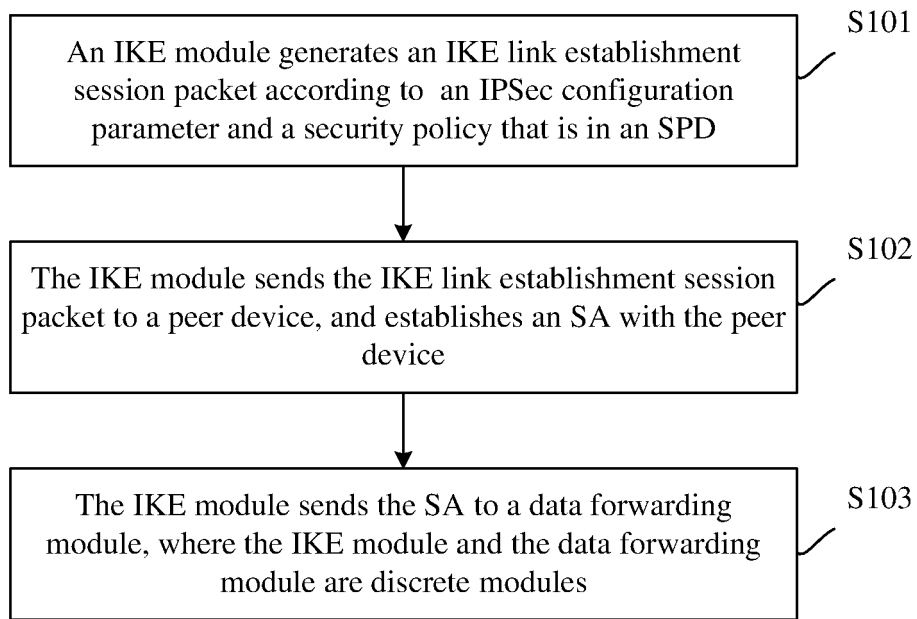 S101
An IKE module generates an IKE link establishment
session packet according to an IPSec configuration
parameter and a security policy that is in an SPD
S102
The IKE module sends the IKE link establishment session
packet to a peer device, and establishes an SA with the peer
device
S103
The IKE module sends the SA to a data forwarding
module, where the IKE module and the data forwarding
module are discrete modules